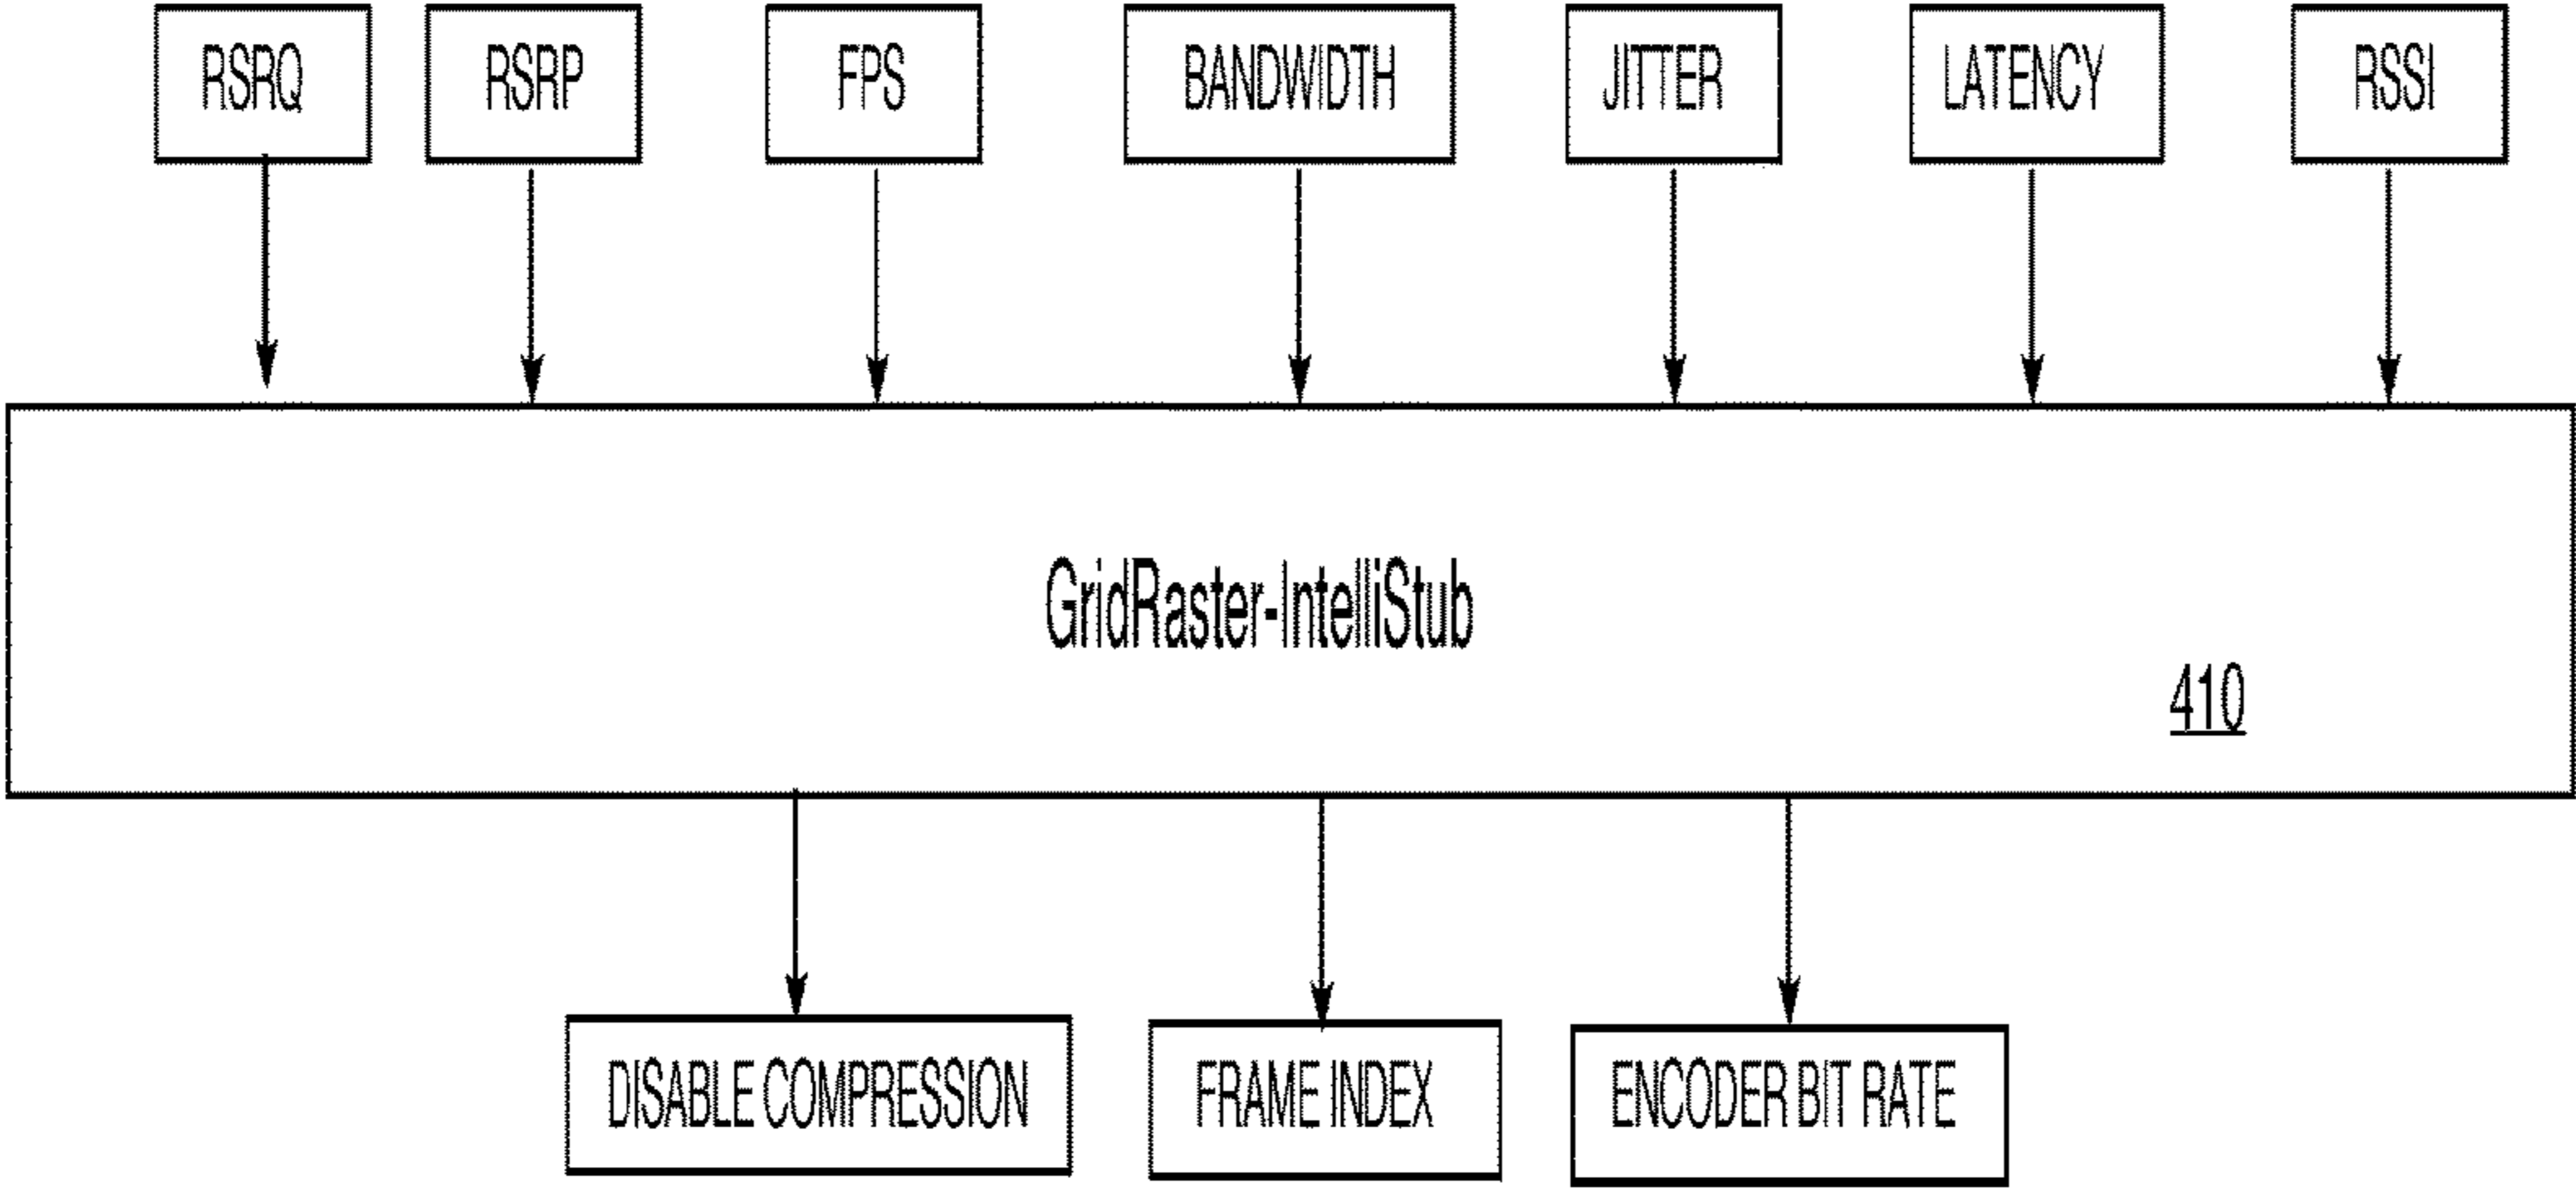 RSRQ
RSRP
FPS
BANDWIDTH
JITTER
LATENCY
RSSI
GridRaster-IntelliStub
410
DISABLE COMPRESSION
FRAME INDEX
ENCODER BIT RATE